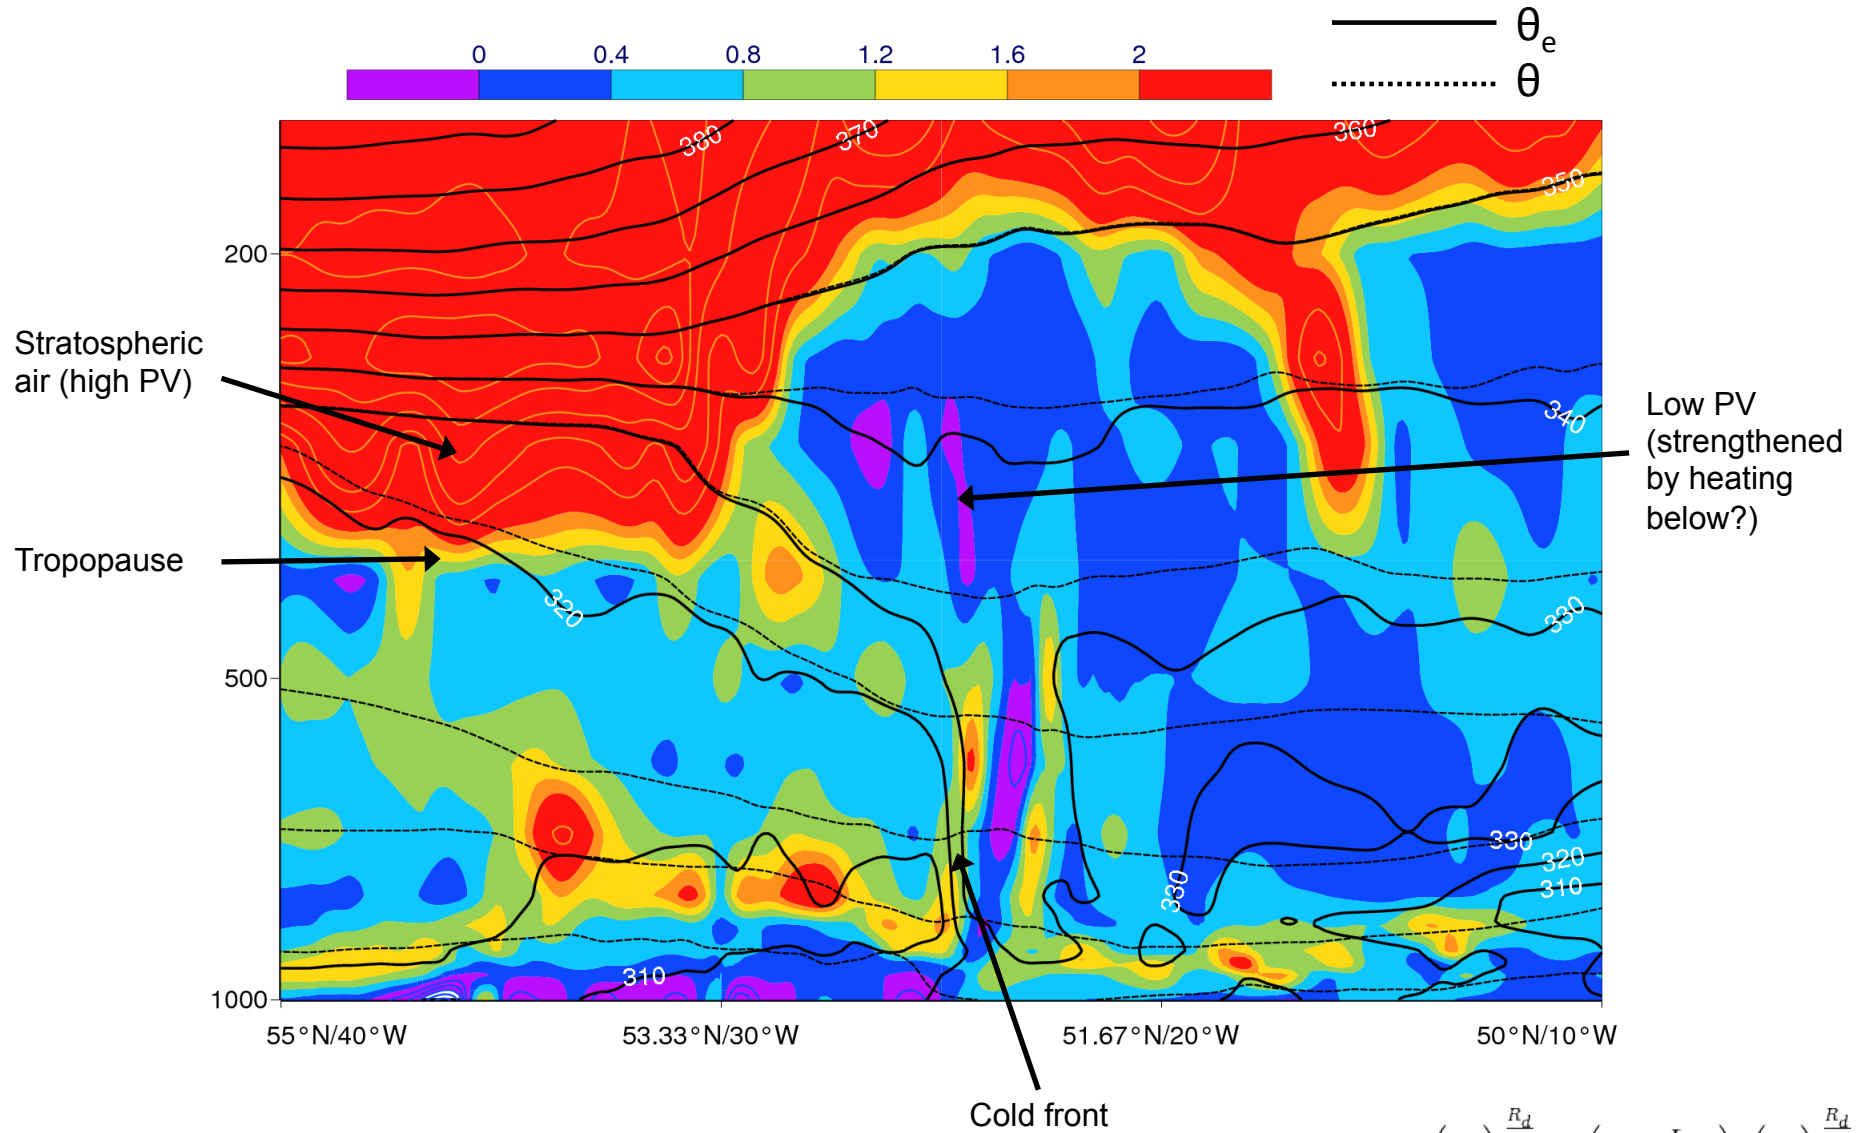 θe
θ
0 0.4 0.8 1.2 1.6 2
380
370
360
350
200
Stratospheric
air (high PV)
340
Low PV
(strengthened
by heating
below?)
Tropopause
320
330
500
330
320
310
330
310
1000
55°N/40°W 53.33°N/30°W 51.67°N/20°W 50°N/10°W
Cold front
R_d R_d